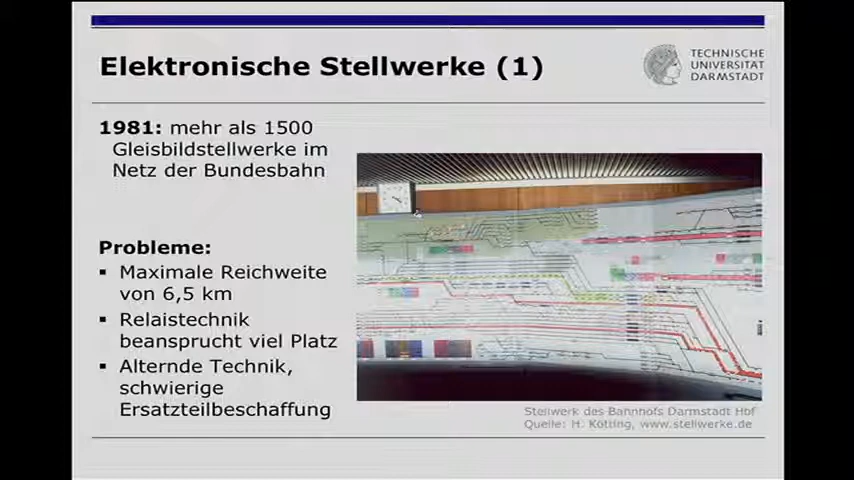 Elektronische Stellwerke (1)
TECHNISCHE
UNIVERSITÄT
DARMSTADT
1981: mehr als 1500
Gleisbildstellwerke im
Netz der Bundesbahn
Probleme:
▪ Maximale Reichweite
von 6,5 km
▪ Relaistechnik
beansprucht viel Platz
▪ Alternde Technik,
schwierige
Ersatzteilbeschaffung
Stellwerk des Bahnhofs Darmstadt Hbf
Quelle: H. Kötting, www.stellwerke.de